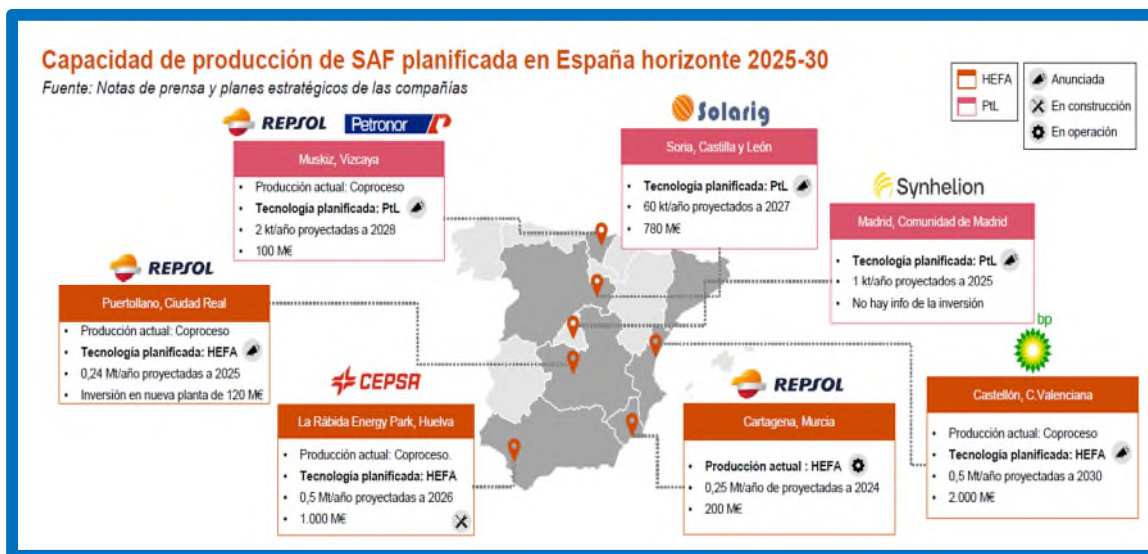 Capacidad de producción de SAF planificada en España horizonte 2025-30
Fuente: Notas de prensa y planes estratégicos de las compañías
HEFA
PtL
Anunciada
En construcción
En operación
REPSOL Petronor
Muskiz, Vizcaya
• Producción actual: Coproceso
• Tecnología planificada: PtL
• 2 kt/año proyectadas a 2028
• 100 M€
Solarig
Soria, Castilla y León
• Tecnología planificada: PtL
• 60 kt/año proyectados a 2027
• 780 M€
Synhelion
Madrid, Comunidad de Madrid
• Tecnología planificada: PtL
• 1 kt/año proyectados a 2025
• No hay info de la inversión
REPSOL
Puertollano, Ciudad Real
• Producción actual: Coproceso
• Tecnología planificada: HEFA
• 0,24 Mt/año proyectadas a 2025
• Inversión en nueva planta de 120 M€
CEPSA
La Rábida Energy Park, Huelva
• Producción actual: Coproceso.
• Tecnología planificada: HEFA
• 0,5 Mt/año proyectadas a 2026
• 1.000 M€
REPSOL
Cartagena, Murcia
• Producción actual : HEFA
• 0,25 Mt/año de proyectadas a 2024
• 200 M€
bp
Castellón, C.Valenciana
• Producción actual: Coproceso
• Tecnología planificada: HEFA
• 0,5 Mt/año proyectadas a 2030
• 2.000 M€